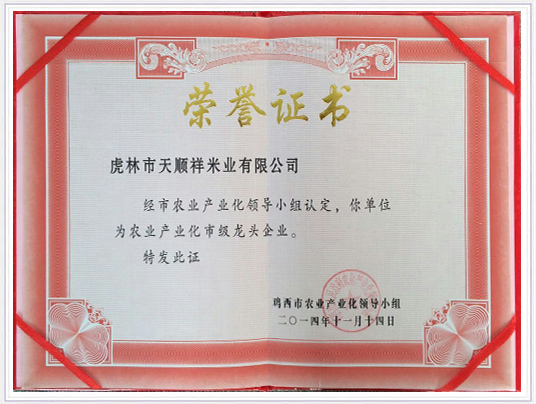 荣誉证书
虎林市天顺祥米业有限公司
经市农业产业化领导小组认定，你单位
为农业产业化市级龙头企业。
特发此证
鸡西市农业产业化领导小组
二〇一四年十一月十四日